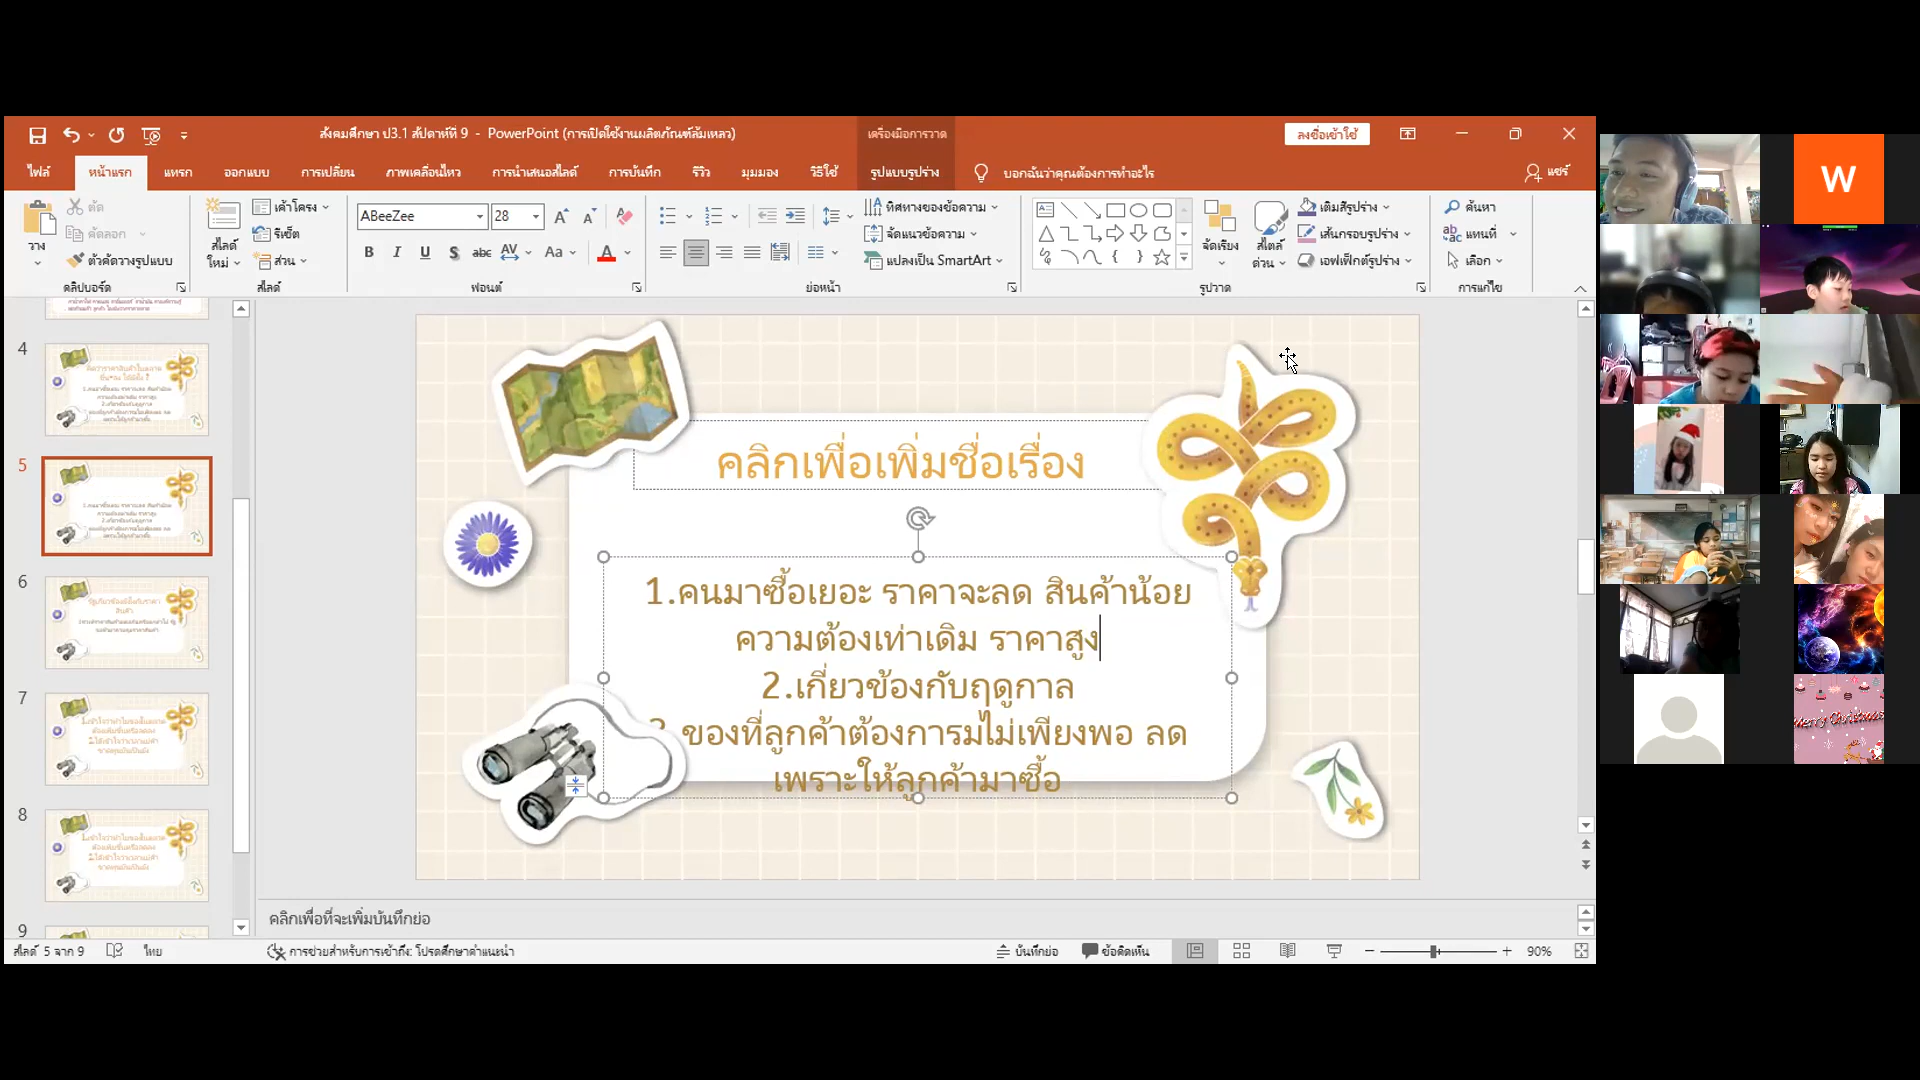 สังคมศึกษา ป3.1 สัปดาห์ที่ 9 - PowerPoint (การเปิดใช้งานผลิตภัณฑ์ล้มเหลว)
เครื่องมือการวาด
ลงชื่อเข้าใช้
ไฟล์ หน้าแรก แทรก ออกแบบ การเปลี่ยน ภาพเคลื่อนไหว การนำเสนอสไลด์ การบันทึก รีวิว มุมมอง วิธีใช้ รูปแบบรูปร่าง บอกฉันว่าคุณต้องการทำอะไร แชร์
วาง
ตัด
คัดลอก
ตัวคัดวางรูปแบบ
คลิปบอร์ด
สไลด์ใหม่
เค้าโครง
รีเซ็ต
ส่วน
สไลด์
ABeeZee 28
B I U S abc AV Aa A
ฟอนต์
ทิศทางของข้อความ
จัดแนวข้อความ
แปลงเป็น SmartArt
ย่อหน้า
จัดเรียง
สไตล์ด่วน
เติมสีรูปร่าง
เส้นกรอบรูปร่าง
เอฟเฟ็กต์รูปร่าง
รูปวาด
ค้นหา
แทนที่
เลือก
การแก้ไข
4
5
6
7
8
9
คลิกเพื่อเพิ่มชื่อเรื่อง
1.คนมาซื้อเยอะ ราคาจะลด สินค้าน้อย
ความต้องเท่าเดิม ราคาสูง
2.เกี่ยวข้องกับฤดูกาล
ของที่ลูกค้าต้องการมไม่เพียงพอ ลด
เพราะให้ลูกค้ามาซื้อ
คลิกเพื่อที่จะเพิ่มบันทึกย่อ
สไลด์ 5 จาก 9 ไทย การช่วยสำหรับการเข้าถึง: โปรดศึกษาคำแนะนำ บันทึกย่อ ข้อคิดเห็น 90%
W
Merry Christmas